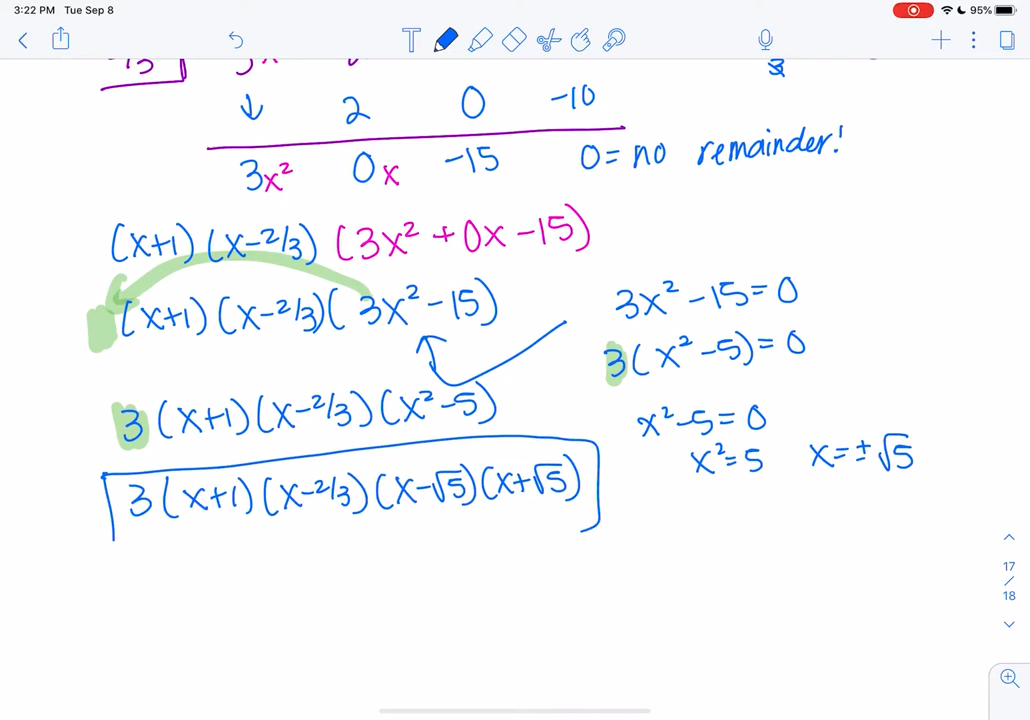 3:22 PM Tue Sep 8
95%
T
-15
↓ 2 0 -10
3x² 0x -15 0 = no remainder!
(x+1)(x-2/3)(3x²+0x-15)
(x+1)(x-2/3)(3x²-15)
3x²-15=0
3(x²-5)=0
3(x+1)(x-2/3)(x²-5)
x²-5=0
x²=5 x=±√5
3(x+1)(x-2/3)(x-√5)(x+√5)
17
/
18